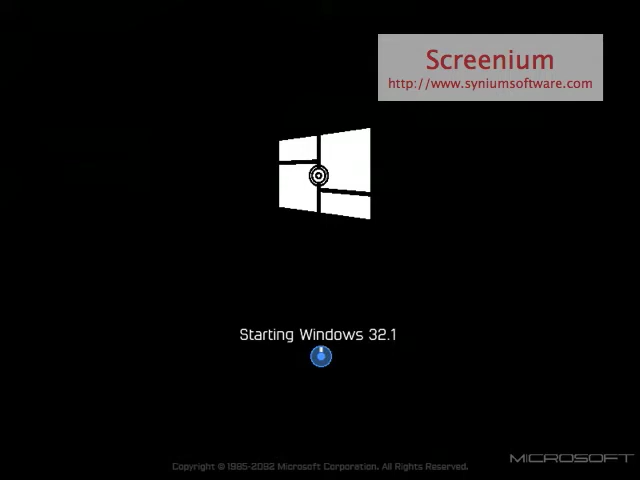 Screenium
http://www.syniumsoftware.com
Starting Windows 32.1
Copyright © 1985-2062 Microsoft Corporation. All Rights Reserved.
MICROSOFT